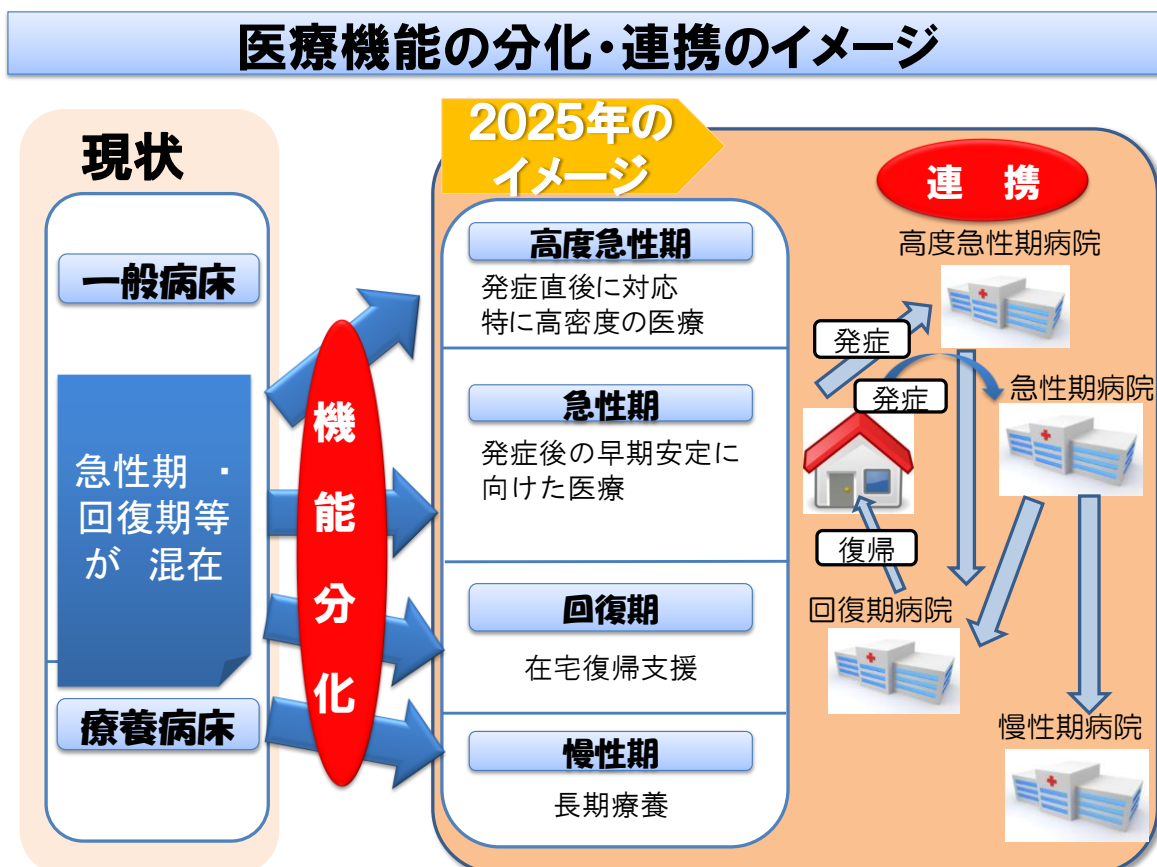 医療機能の分化・連携のイメージ
現状
一般病床
急性期 ・
回復期等
が 混在
療養病床
機能分化
2025年の
イメージ
高度急性期
発症直後に対応
特に高密度の医療
急性期
発症後の早期安定に
向けた医療
回復期
在宅復帰支援
慢性期
長期療養
連 携
高度急性期病院
発症
発症
急性期病院
復帰
回復期病院
慢性期病院